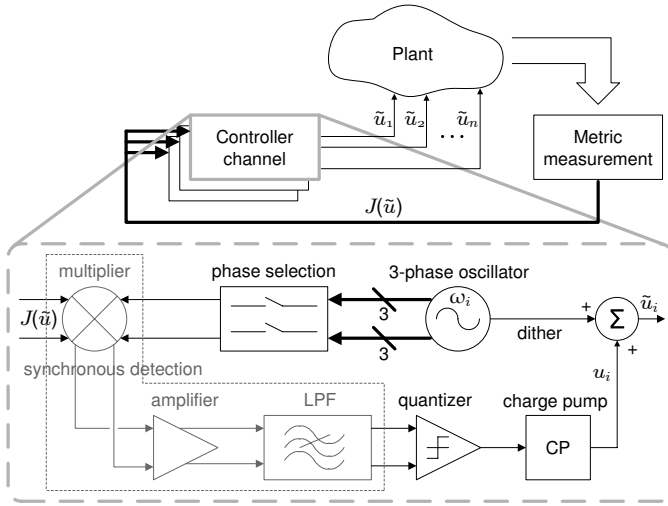 Plant
ũ₁ ũ₂ ... ũₙ
Controller
channel
Metric
measurement
J(ũ)
multiplier
phase selection
3-phase oscillator
ωᵢ
J(ũ)
3
3
dither
+
Σ
+
ũᵢ
uᵢ
synchronous detection
amplifier
LPF
quantizer
charge pump
CP